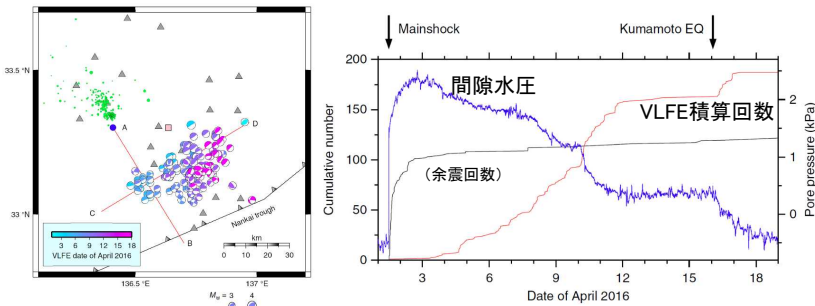 33.5°N
33°N
A
D
C
B
Nankai trough
km
0 10 20 30
3 6 9 12 15 18
VLFE date of April 2016
136.5 °E
137 °E
Mw = 3 4
Mainshock
Kumamoto EQ
間隙水圧
VLFE積算回数
（余震回数）
Cumulative number
200
150
100
50
0
Pore pressure (kPa)
2
1
0
3 6 9 12 15 18
Date of April 2016